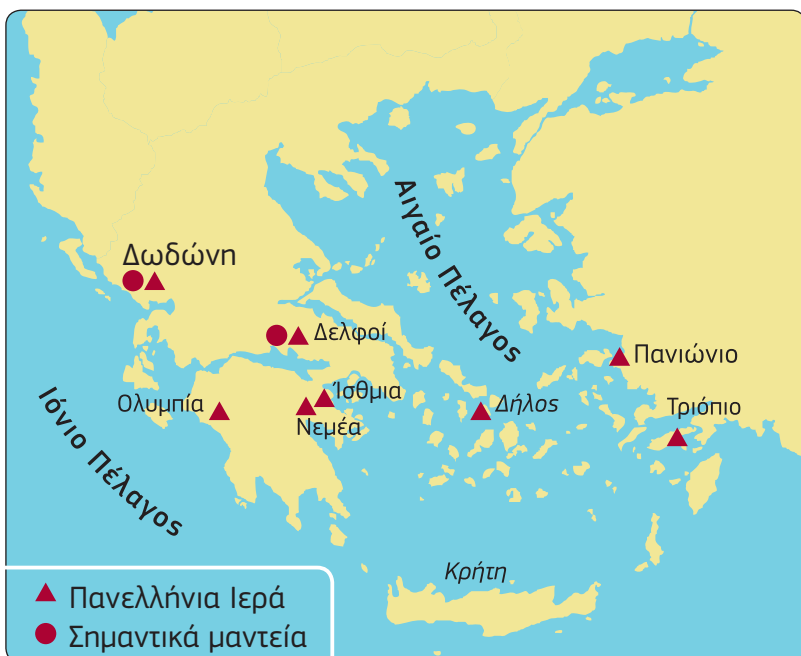 Αιγαίο Πέλαγος
Δωδώνη
Δελφοί
Πανιώνιο
Ίσθμια
Ολυμπία
Νεμέα
Δήλος
Τριόπιο
Ιόνιο Πέλαγος
Κρήτη
Πανελλήνια Ιερά
Σημαντικά μαντεία